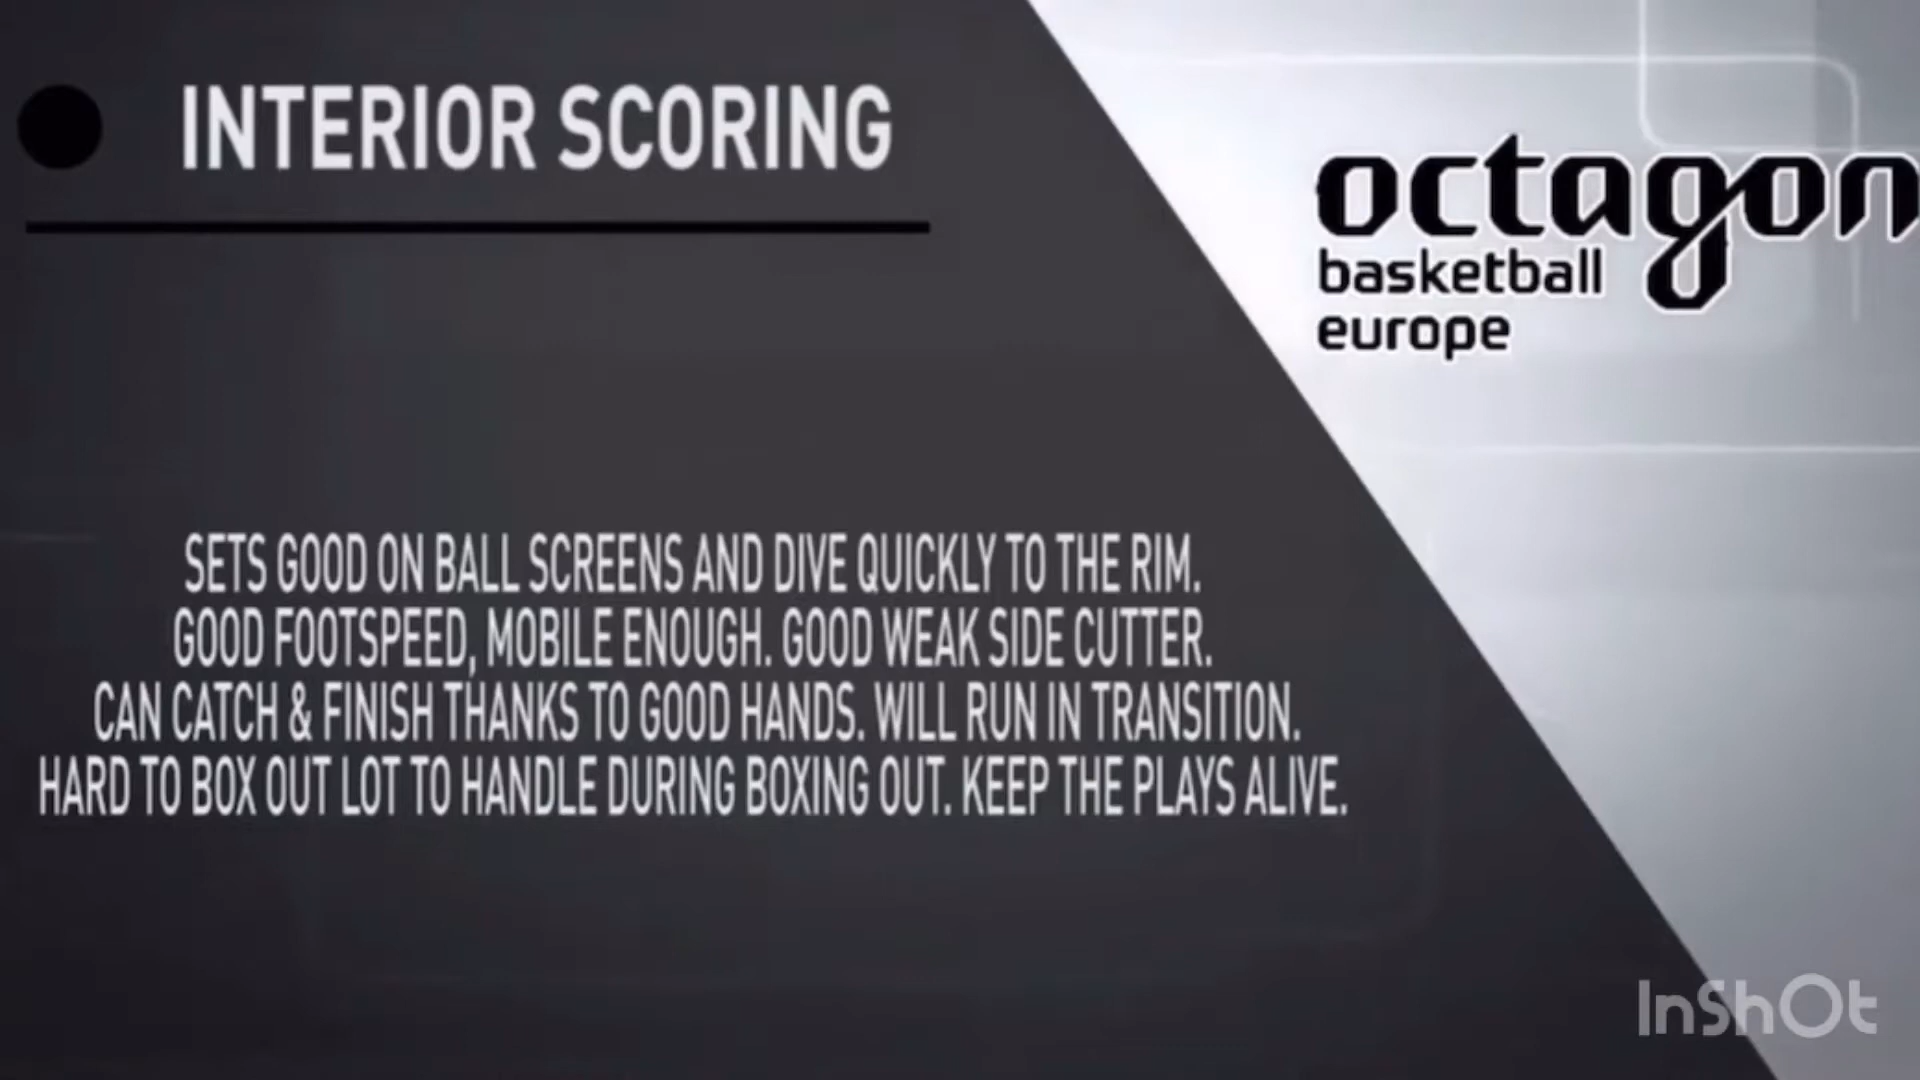 INTERIOR SCORING
octagon
basketball
europe
SETS GOOD ON BALL SCREENS AND DIVE QUICKLY TO THE RIM.
GOOD FOOTSPEED, MOBILE ENOUGH. GOOD WEAK SIDE CUTTER.
CAN CATCH & FINISH THANKS TO GOOD HANDS. WILL RUN IN TRANSITION.
HARD TO BOX OUT LOT TO HANDLE DURING BOXING OUT. KEEP THE PLAYS ALIVE.
InShOt